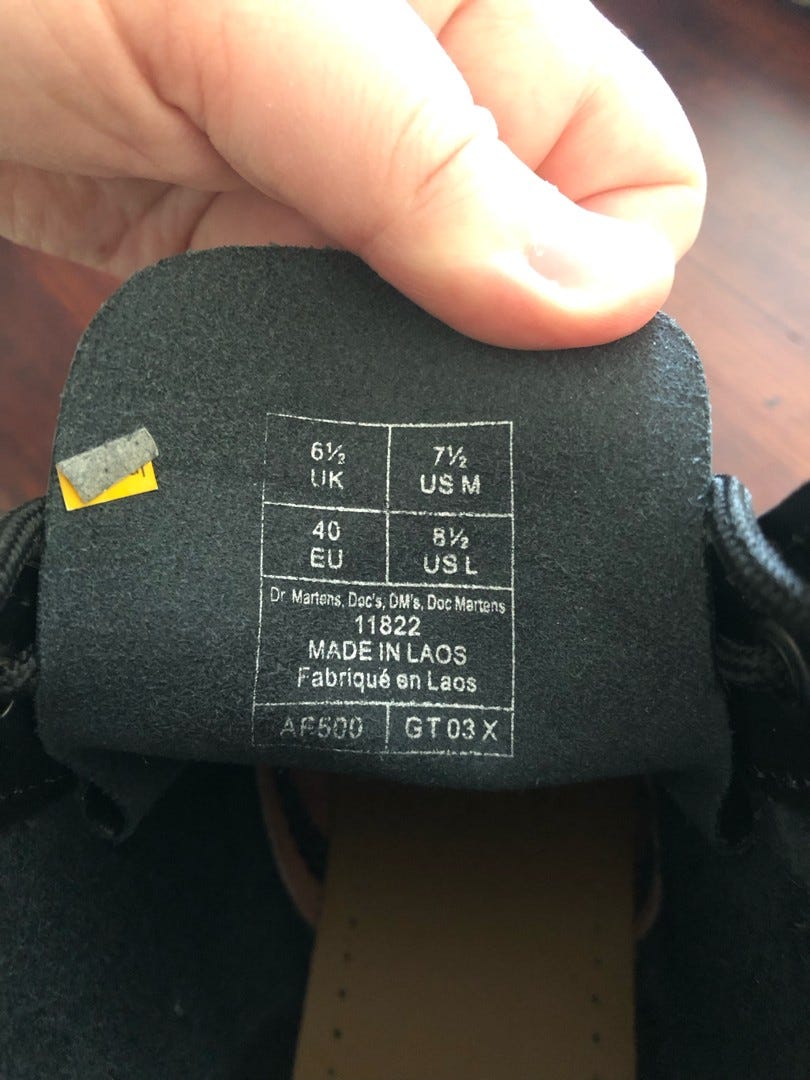 6½ UK
7½ US M
40 EU
8½ US L
Dr Martens, Doc's, DM's, Doc Martens
11822
MADE IN LAOS
Fabriqué en Laos
AF500
GT 03 X